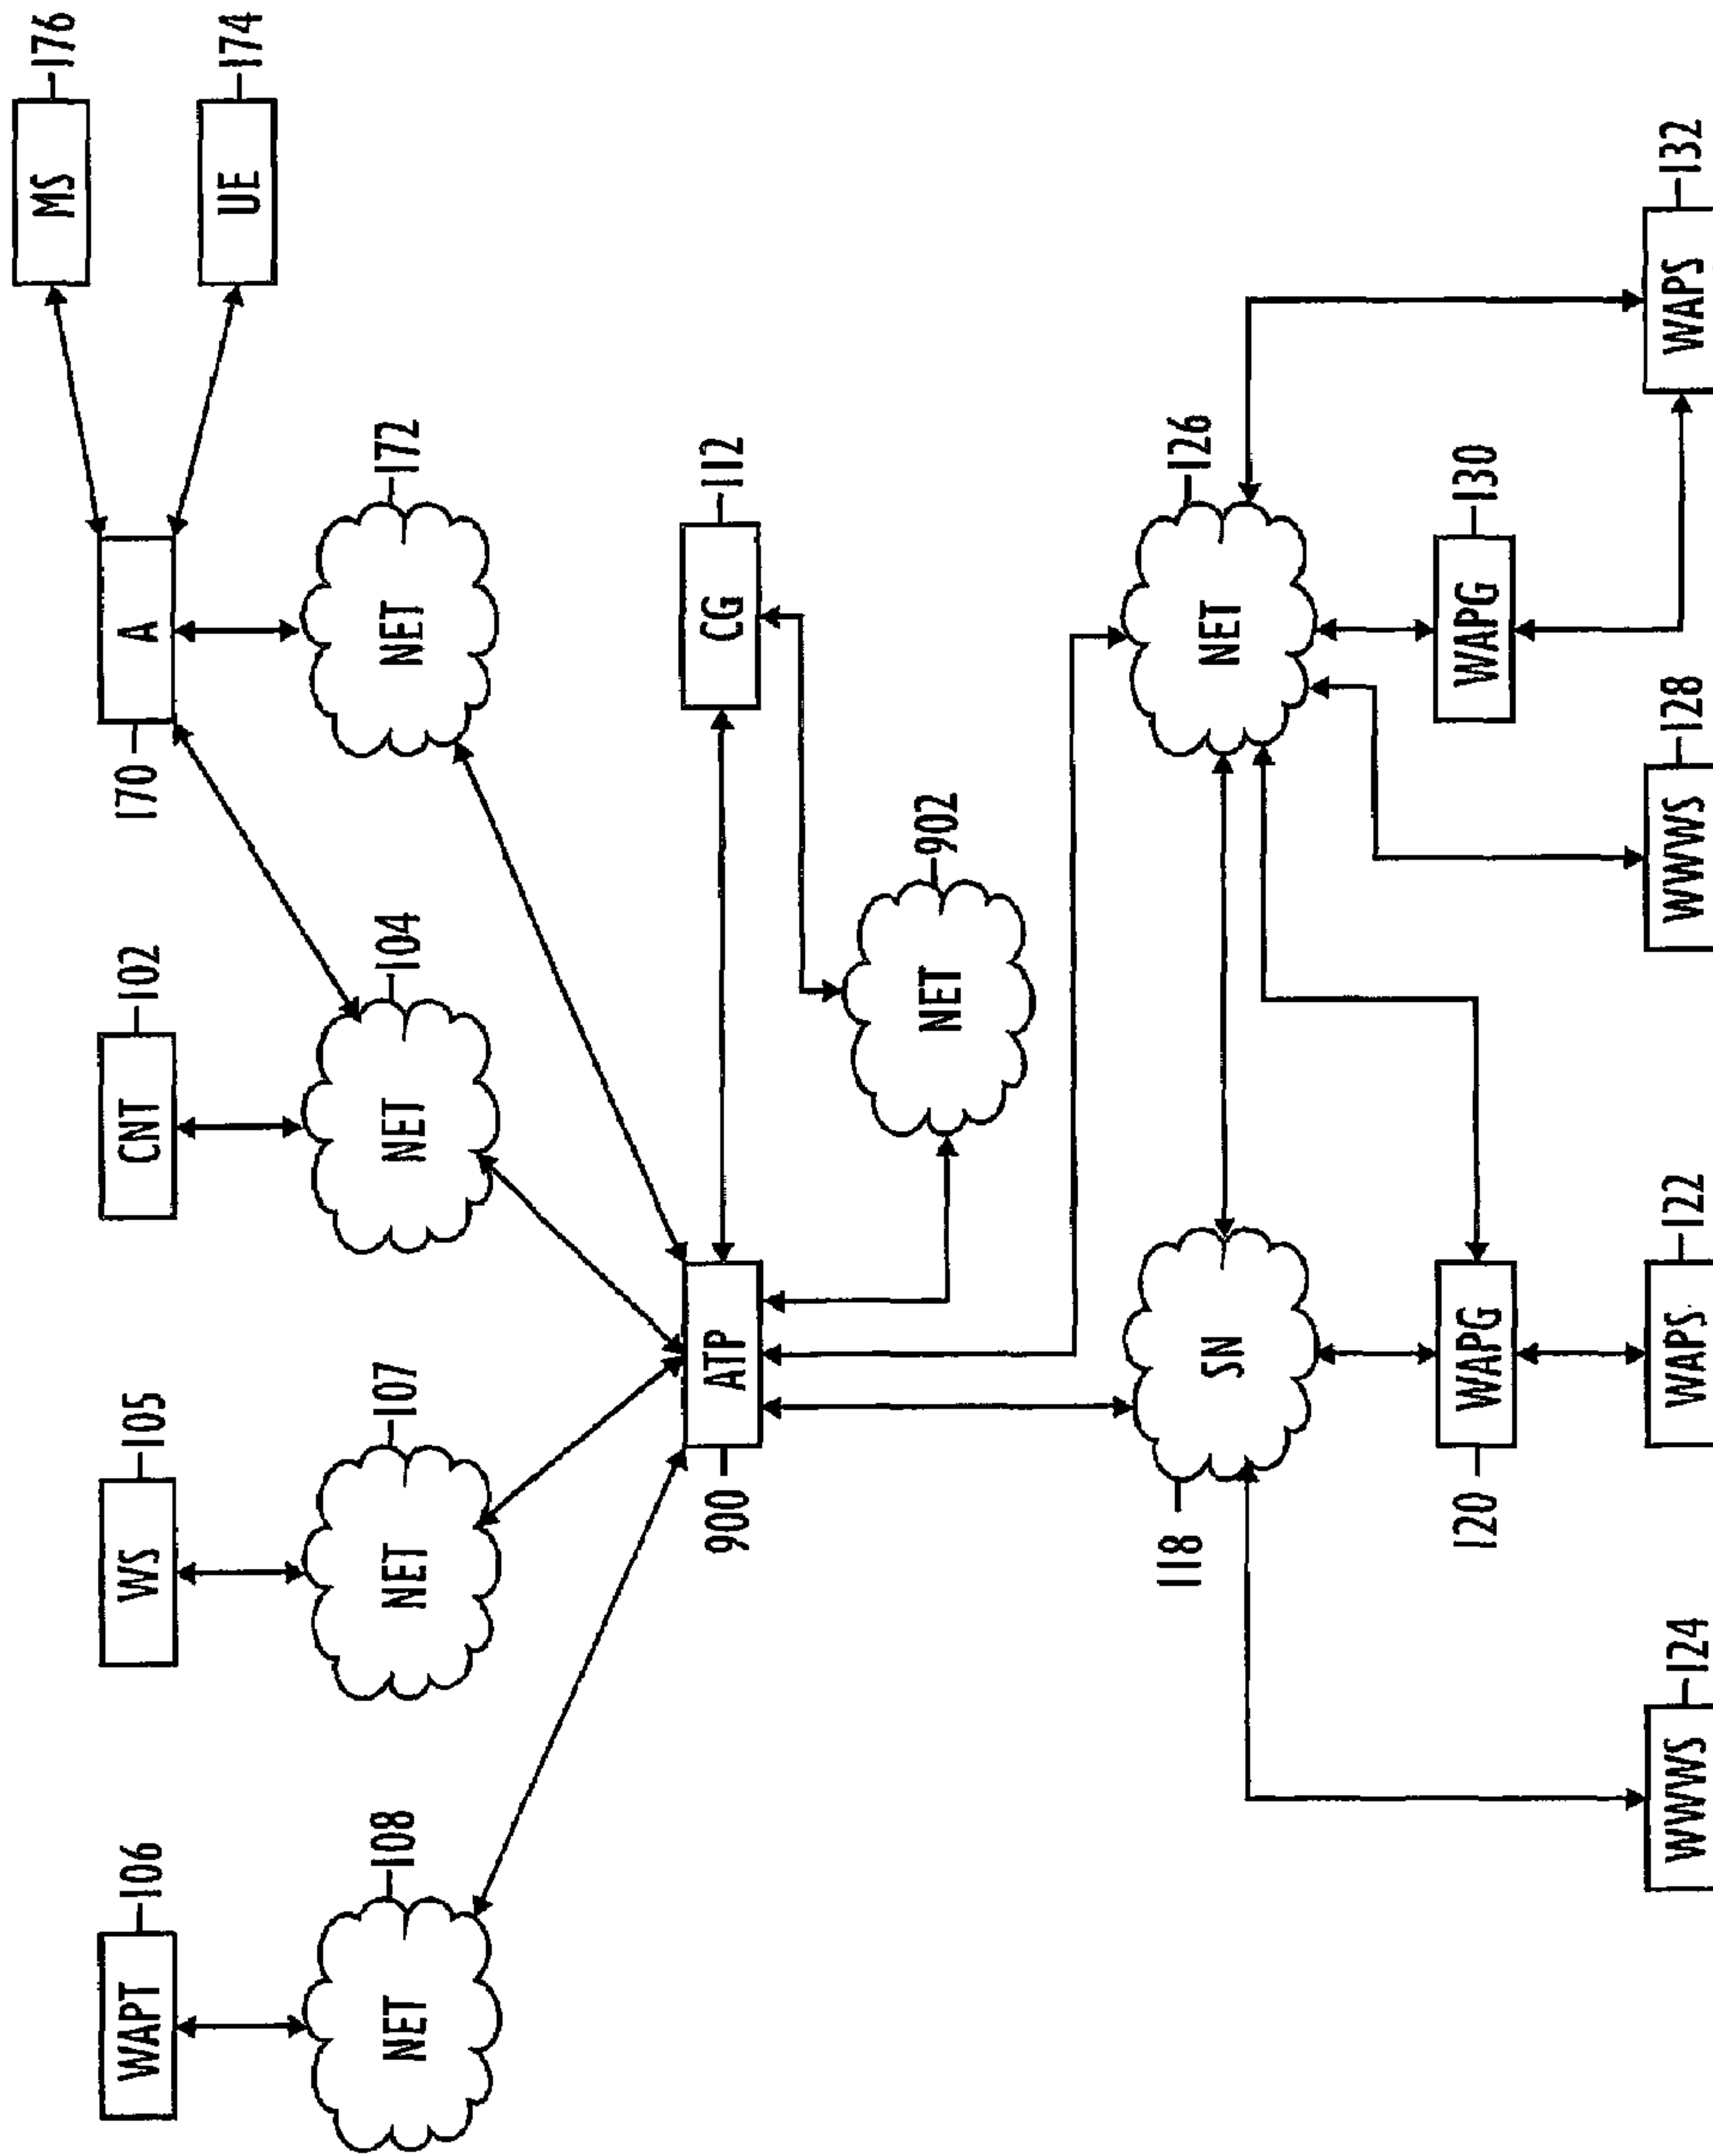 WAPT
106
WS
105
CNT
102
170
A
MS
176
UE
174
NET
108
NET
107
NET
104
NET
172
900
ATP
CG
112
NET
902
118
SN
NET
126
120
WAPG
WAPG
130
WWWS
124
WAPS
122
WWWS
128
WAPS
132